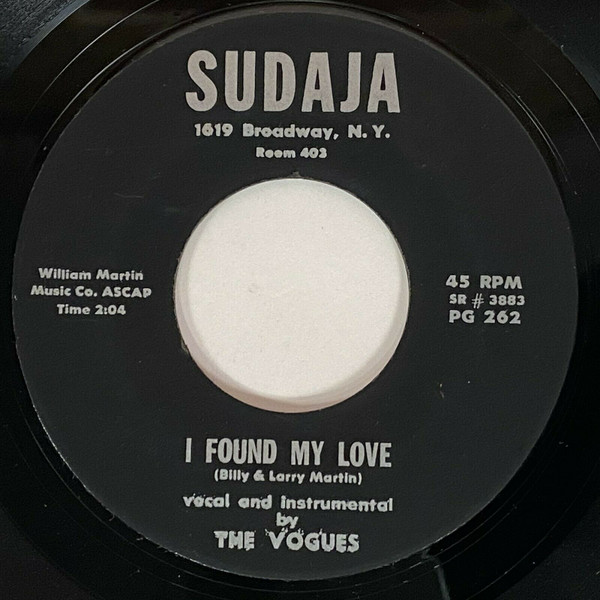 SUDAJA
1619 Broadway, N. Y.
Room 403
William Martin
Music Co. ASCAP
Time 2:04
45 RPM
SR # 3883
PG 262
I FOUND MY LOVE
(Billy & Larry Martin)
vocal and instrumental
by
THE VOGUES